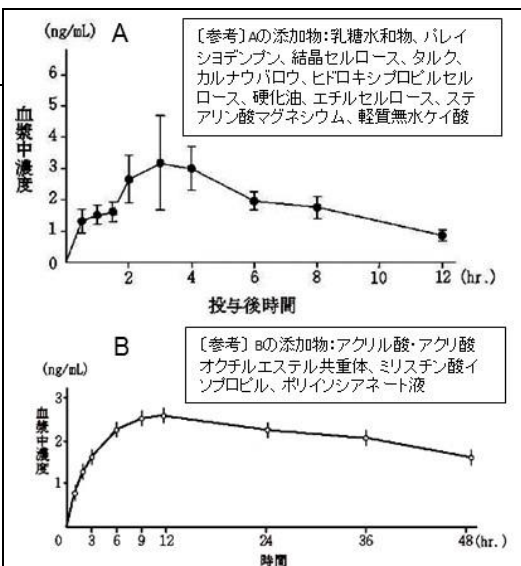 (ng/mL)
A
〔参考〕Aの添加物:乳糖水和物、バレイ
ショデンプン、結晶セルロース、タルク、
カルナウバロウ、ヒドロキシプロピルセル
ロース、硬化油、エチルセルロース、ステ
アリン酸マグネシウム、軽質無水ケイ酸
血漿中濃度
6
5
4
3
2
1
0
2 4 6 8 10 12 (hr.)
投与後時間
B
〔参考〕Bの添加物:アクリル酸・アクリ酸
オクチルエステル共重体、ミリスチン酸イ
ソプロピル、ポリイソシアネート液
(ng/mL)
血漿中濃度
3
2
1
0 3 6 9 12 24 36 48(hr.)
時間